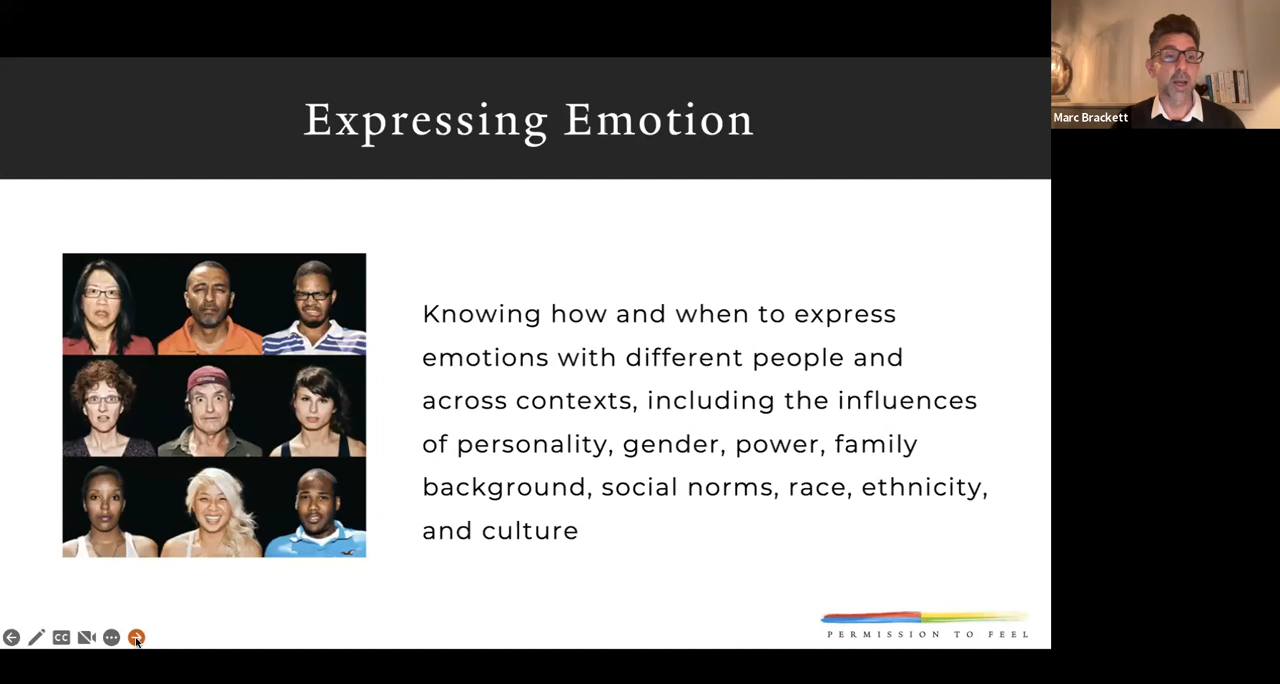 Expressing Emotion
Marc Brackett
Knowing how and when to express
emotions with different people and
across contexts, including the influences
of personality, gender, power, family
background, social norms, race, ethnicity,
and culture
CC
PERMISSION TO FEEL